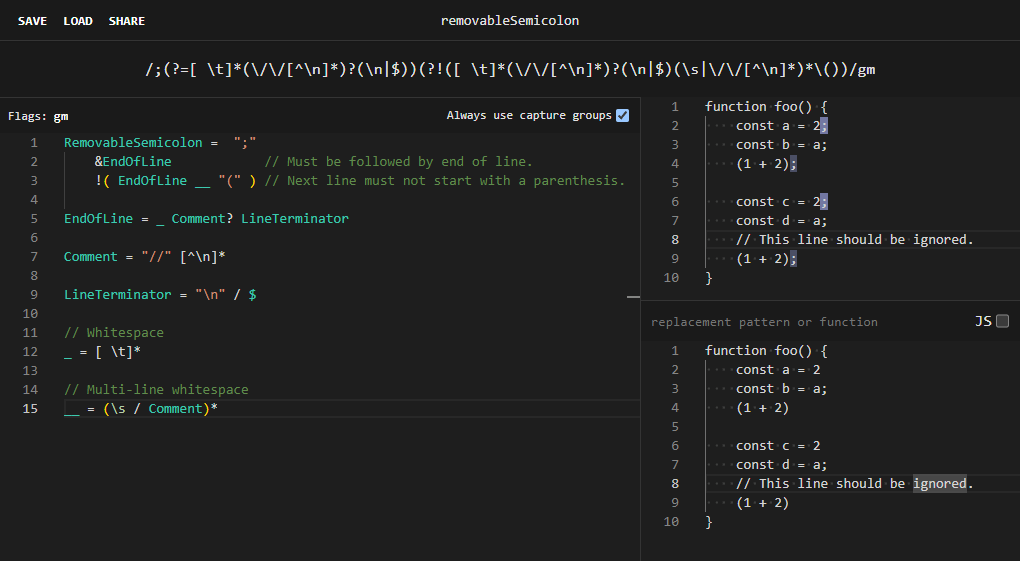 SAVE LOAD SHARE removableSemicolon
/;(?=[ \t]*(\/\/[^\n]*)?(\n|$))(?!([ \t]*(\/\/[^\n]*)?(\n|$)(\s|\/\/[^\n]*)*\())/gm
Flags: gm Always use capture groups
1 RemovableSemicolon = ";"
2 &EndOfLine // Must be followed by end of line.
3 !( EndOfLine __ "(" ) // Next line must not start with a parenthesis.
4
5 EndOfLine = _ Comment? LineTerminator
6
7 Comment = "//" [^\n]*
8
9 LineTerminator = "\n" / $
10
11 // Whitespace
12 _ = [ \t]*
13
14 // Multi-line whitespace
15 __ = (\s / Comment)*
1 function·foo()·{
2 ····const·a·=·2;
3 ····const·b·=·a;
4 ····(1·+·2);
5
6 ····const·c·=·2;
7 ····const·d·=·a;
8 ····//·This·line·should·be·ignored.
9 ····(1·+·2);
10 }
replacement pattern or function JS
1 function·foo()·{
2 ····const·a·=·2
3 ····const·b·=·a;
4 ····(1·+·2)
5
6 ····const·c·=·2
7 ····const·d·=·a;
8 ····//·This·line·should·be·ignored.
9 ····(1·+·2)
10 }